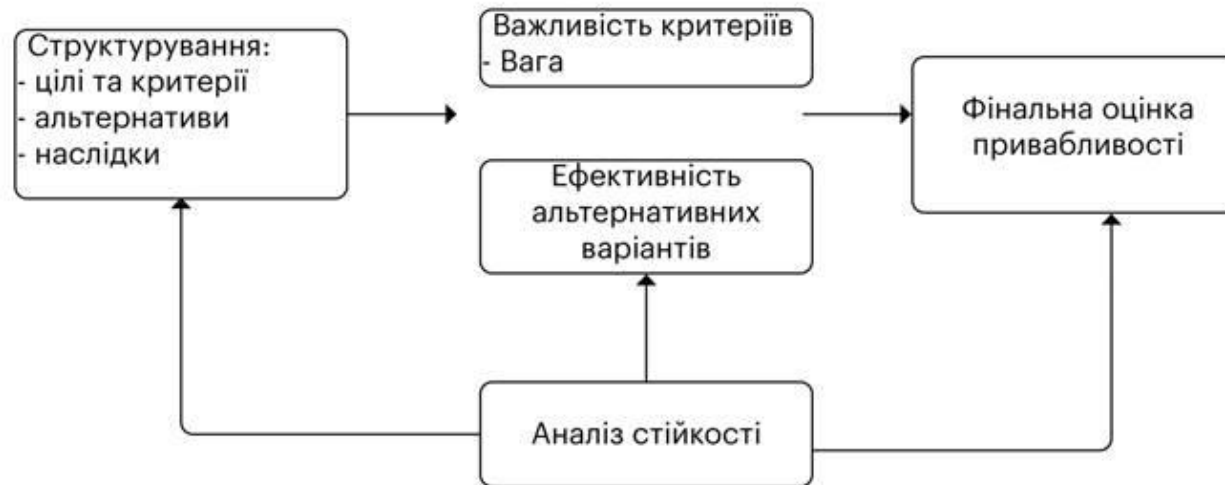 Структурування:
- цілі та критерії
- альтернативи
- наслідки
Важливість критеріїв
- Вага
Ефективність
альтернативних
варіантів
Фінальна оцінка
привабливості
Аналіз стійкості